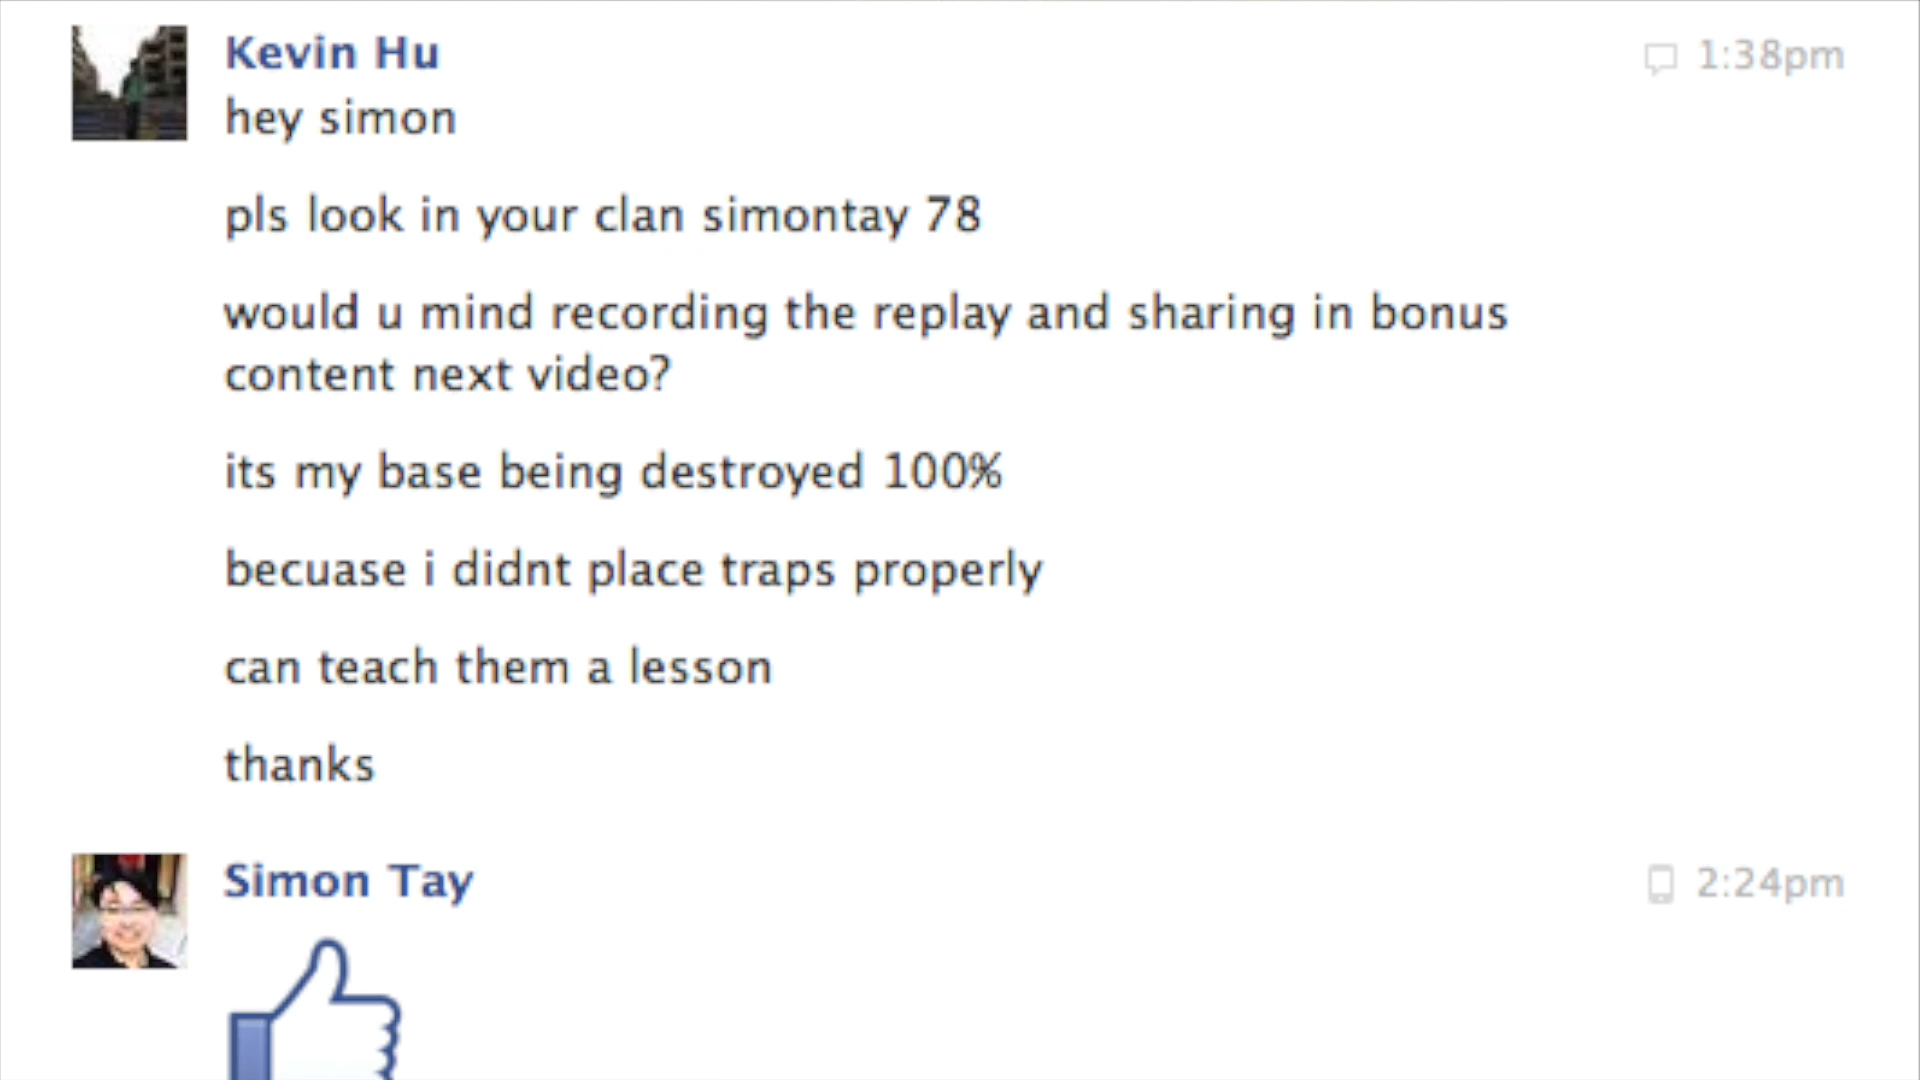 Kevin Hu
1:38pm
hey simon
pls look in your clan simontay 78
would u mind recording the replay and sharing in bonus
content next video?
its my base being destroyed 100%
becuase i didnt place traps properly
can teach them a lesson
thanks
Simon Tay
2:24pm